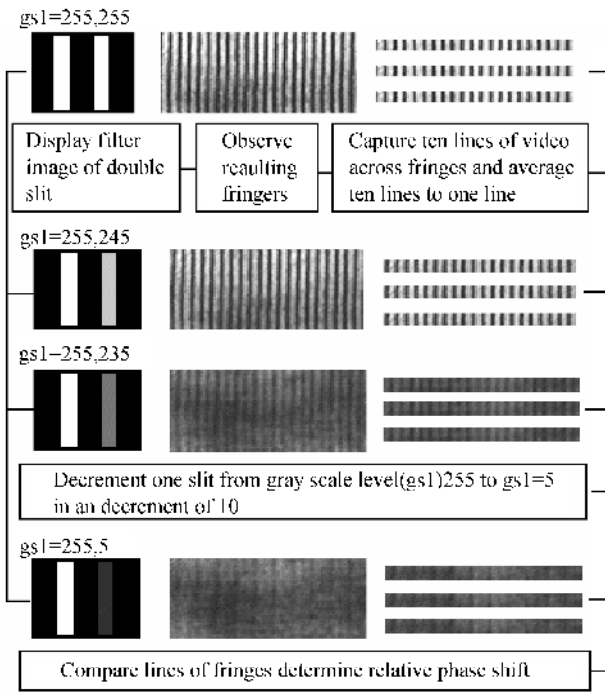 gs1=255,255
Display filter
image of double
slit
Observe
reaulting
fringers
Capture ten lines of video
across fringes and average
ten lines to one line
gs1=255,245
gs1=255,235
Decrement one slit from gray scale level(gs1)255 to gs1=5
in an decrement of 10
gs1=255,5
Compare lines of fringes determine relative phase shift